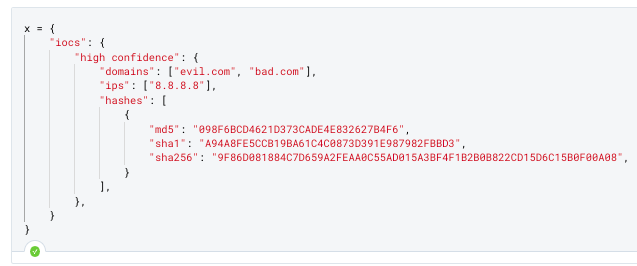 x = {
    "iocs": {
        "high confidence": {
            "domains": ["evil.com", "bad.com"],
            "ips": ["8.8.8.8"],
            "hashes": [
                {
                    "md5": "098F6BCD4621D373CADE4E832627B4F6",
                    "sha1": "A94A8FE5CCB19BA61C4C0873D391E987982FBBD3",
                    "sha256": "9F86D081884C7D659A2FEAA0C55AD015A3BF4F1B2B0B822CD15D6C15B0F00A08",
                }
            ],
        },
    }
}